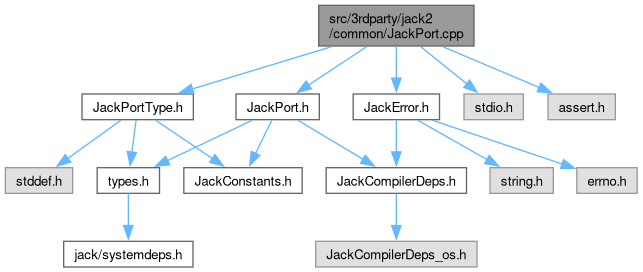 src/3rdparty/jack2
/common/JackPort.cpp
JackPortType.h
JackPort.h
JackError.h
stdio.h
assert.h
stddef.h
types.h
JackConstants.h
JackCompilerDeps.h
string.h
errno.h
jack/systemdeps.h
JackCompilerDeps_os.h